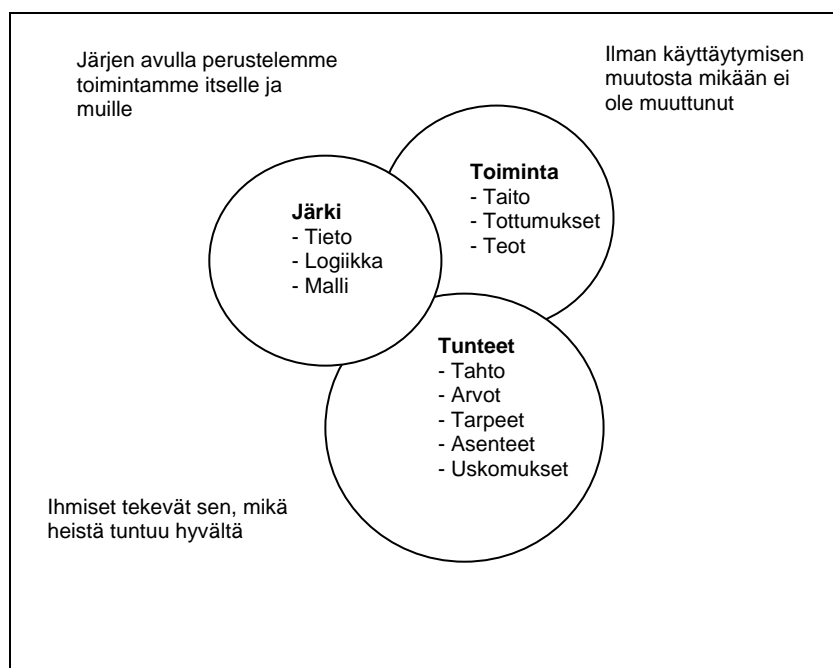 Järjen avulla perustelemme
toimintamme itselle ja
muille
Ilman käyttäytymisen
muutosta mikään ei
ole muuttunut
Toiminta
- Taito
- Tottumukset
- Teot
Järki
- Tieto
- Logiikka
- Malli
Tunteet
- Tahto
- Arvot
- Tarpeet
- Asenteet
- Uskomukset
Ihmiset tekevät sen, mikä
heistä tuntuu hyvältä